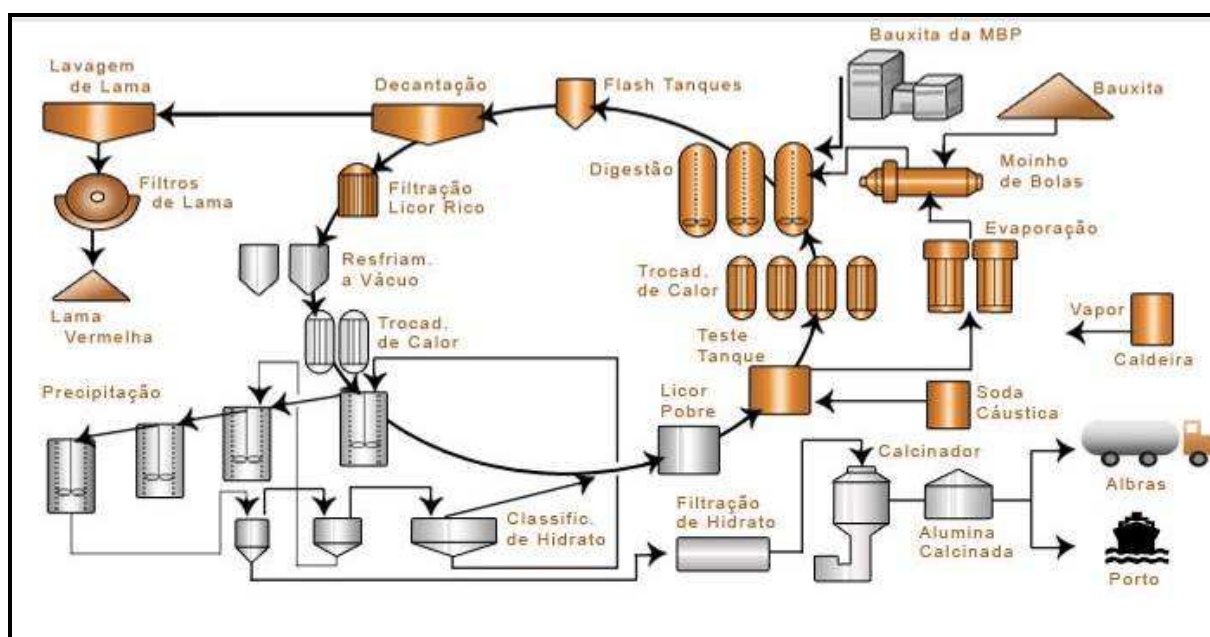 Bauxita da MBP
Lavagem
de Lama
Decantação
Flash Tanques
Bauxita
Digestão
Moinho
de Bolas
Filtros
de Lama
Filtração
Licor Rico
Evaporação
Resfriam.
a Vácuo
Trocad.
de Calor
Lama
Vermelha
Trocad.
de Calor
Teste
Tanque
Vapor
Caldeira
Precipitação
Licor
Pobre
Soda
Cáustica
Calcinador
Albras
Classific.
de Hidrato
Filtração
de Hidrato
Alumina
Calcinada
Porto